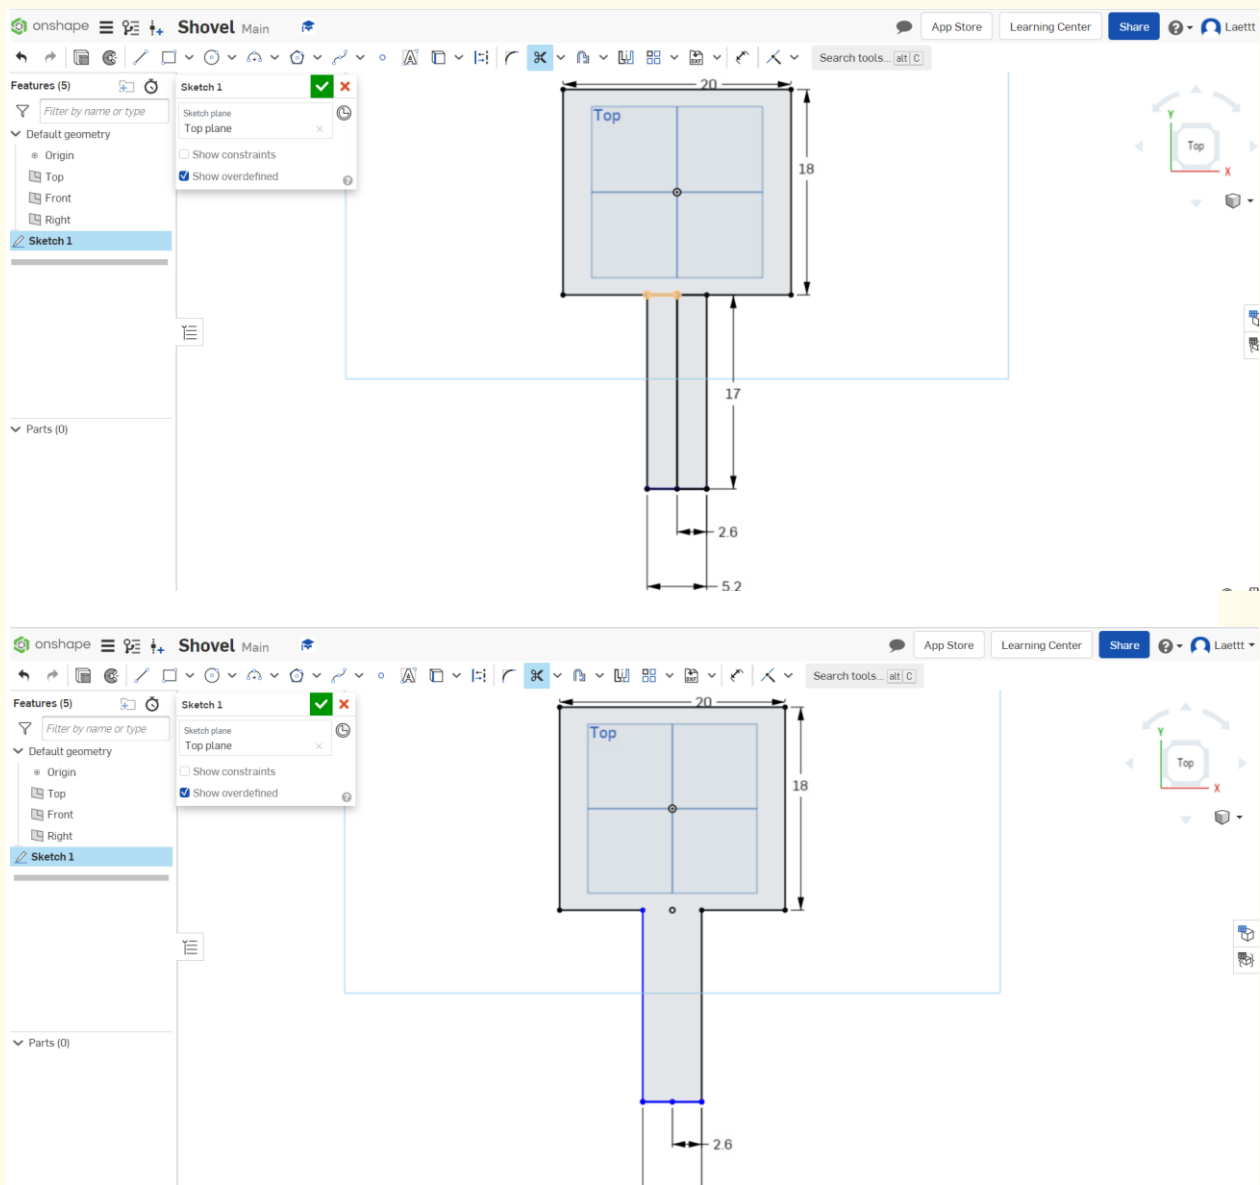 onshape Shovel Main App Store Learning Center Share Laettt
Search tools... alt C
Features (5)
Sketch 1
Filter by name or type
Sketch plane
Top plane
Default geometry
Show constraints
Origin
Show overdefined
Top
Front
Right
Sketch 1
Parts (0)
20
Top
18
17
2.6
5.2
Y
Top
X
onshape Shovel Main App Store Learning Center Share Laettt
Search tools... alt C
Features (5)
Sketch 1
Filter by name or type
Sketch plane
Top plane
Default geometry
Show constraints
Origin
Show overdefined
Top
Front
Right
Sketch 1
Parts (0)
20
Top
18
2.6
Y
Top
X